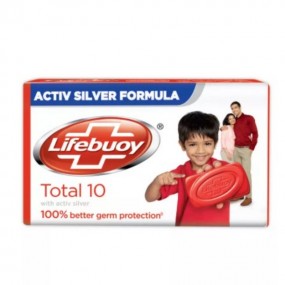 ACTIV SILVER FORMULA
Lifebuoy®
Total 10
with activ silver
100% better germ protection*